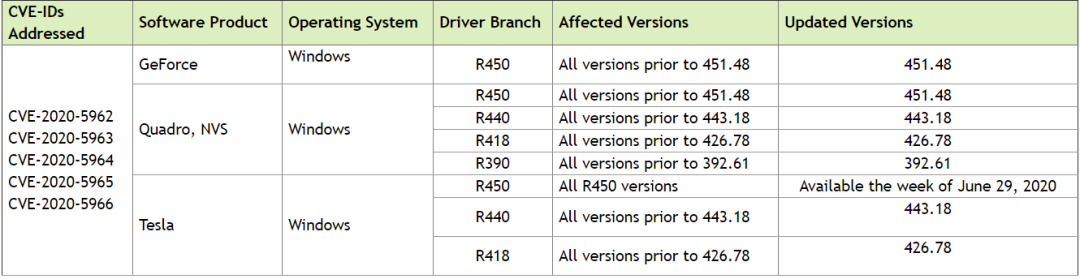 CVE-IDs Addressed | Software Product | Operating System | Driver Branch | Affected Versions | Updated Versions
CVE-2020-5962
CVE-2020-5963
CVE-2020-5964
CVE-2020-5965
CVE-2020-5966
GeForce | Windows | R450 | All versions prior to 451.48 | 451.48
Quadro, NVS | Windows | R450 | All versions prior to 451.48 | 451.48
R440 | All versions prior to 443.18 | 443.18
R418 | All versions prior to 426.78 | 426.78
R390 | All versions prior to 392.61 | 392.61
Tesla | Windows | R450 | All R450 versions | Available the week of June 29, 2020
R440 | All versions prior to 443.18 | 443.18
R418 | All versions prior to 426.78 | 426.78